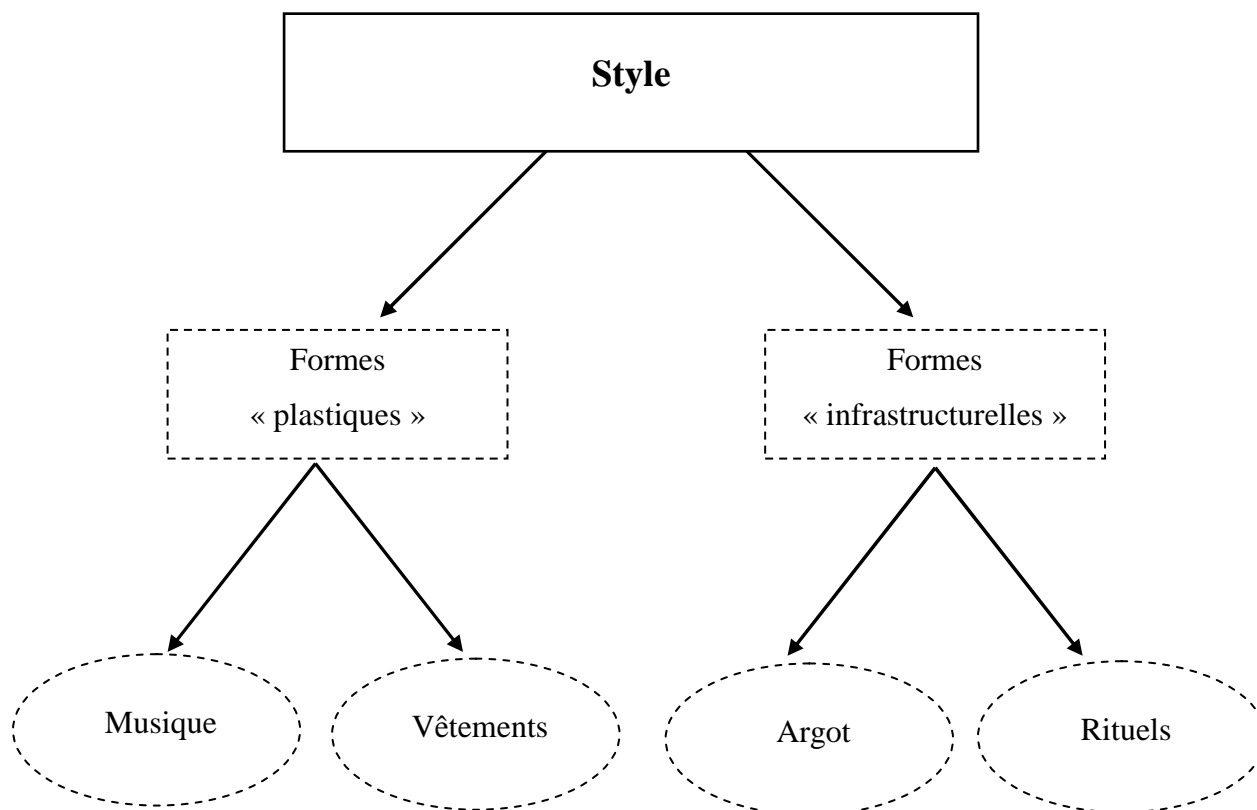 Style
Formes
« plastiques »
Formes
« infrastructurelles »
Musique
Vêtements
Argot
Rituels